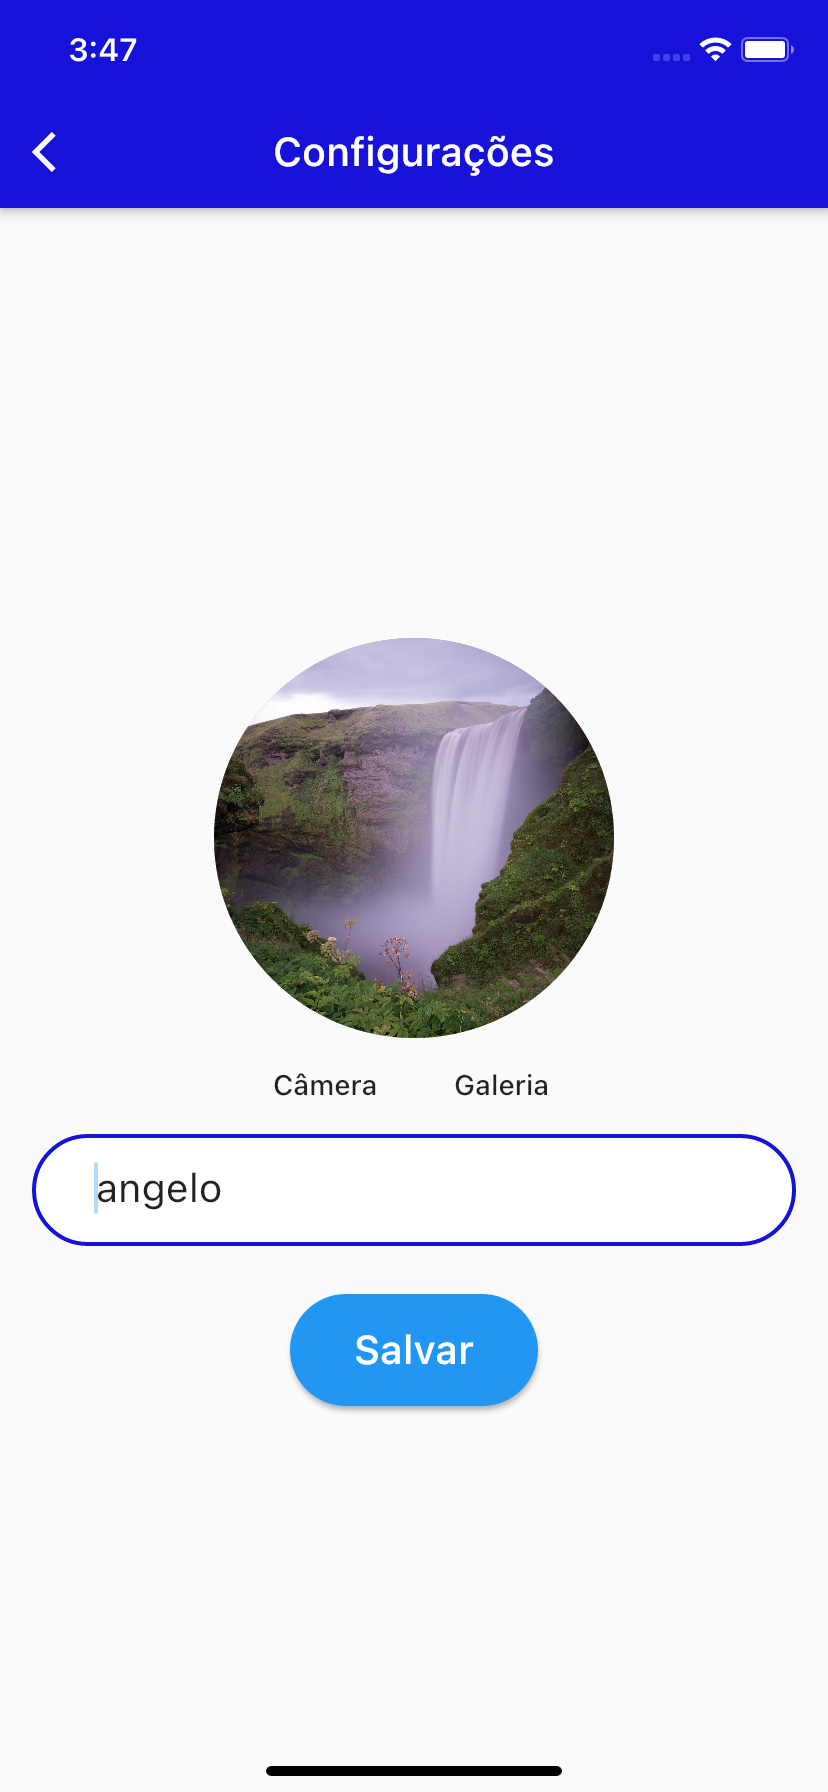 3:47
Configurações
Câmera Galeria
angelo
Salvar